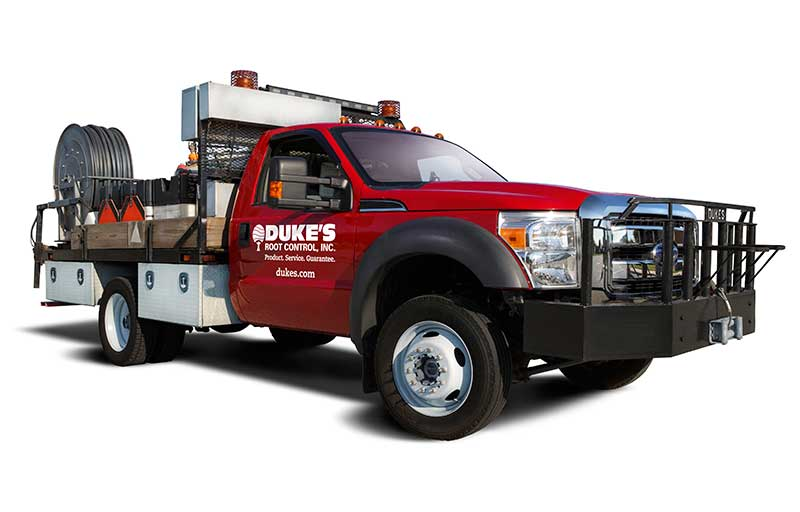 DUKE'S
ROOT CONTROL, INC.
Product. Service. Guarantee.
dukes.com
DUKES